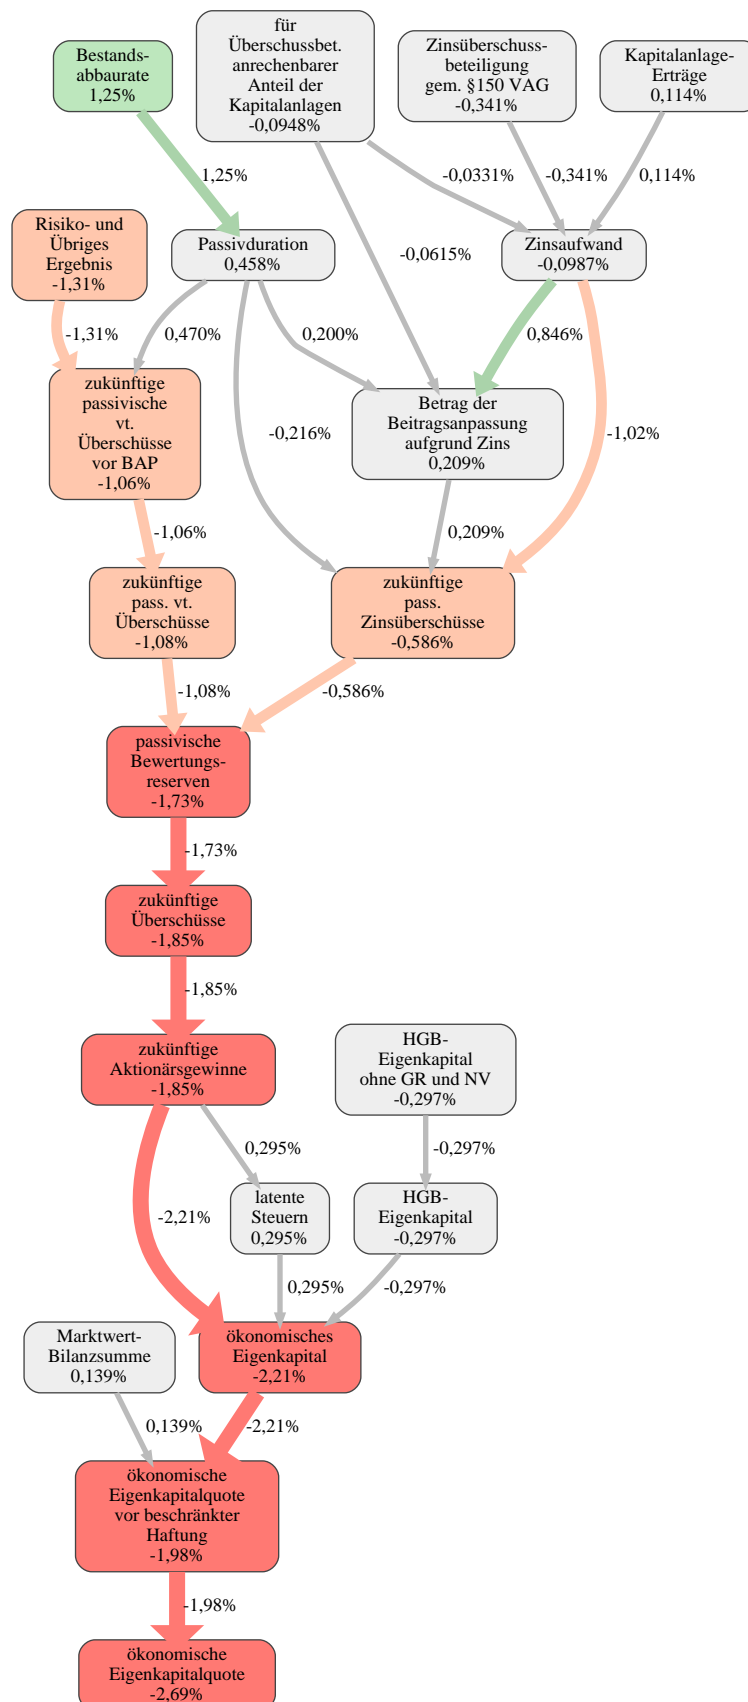 Bestands-
abbaurate
1,25%
für
Überschussbet.
anrechenbarer
Anteil der
Kapitalanlagen
-0,0948%
Zinsüberschuss-
beteiligung
gem. §150 VAG
-0,341%
Kapitalanlage-
Erträge
0,114%
1,25%
-0,0331%
-0,341%
0,114%
Risiko- und
Übriges
Ergebnis
-1,31%
Passivduration
0,458%
-0,0615%
Zinsaufwand
-0,0987%
-1,31%
0,470%
0,200%
0,846%
zukünftige
passivische
vt.
Überschüsse
vor BAP
-1,06%
-0,216%
Betrag der
Beitragsanpassung
aufgrund Zins
0,209%
-1,02%
-1,06%
0,209%
zukünftige
pass. vt.
Überschüsse
-1,08%
zukünftige
pass.
Zinsüberschüsse
-0,586%
-1,08%
-0,586%
passivische
Bewertungs-
reserven
-1,73%
-1,73%
zukünftige
Überschüsse
-1,85%
-1,85%
zukünftige
Aktionärsgewinne
-1,85%
HGB-
Eigenkapital
ohne GR und NV
-0,297%
0,295%
-0,297%
-2,21%
latente
Steuern
0,295%
HGB-
Eigenkapital
-0,297%
0,295%
-0,297%
Marktwert-
Bilanzsumme
0,139%
ökonomisches
Eigenkapital
-2,21%
0,139%
-2,21%
ökonomische
Eigenkapitalquote
vor beschränkter
Haftung
-1,98%
-1,98%
ökonomische
Eigenkapitalquote
-2,69%